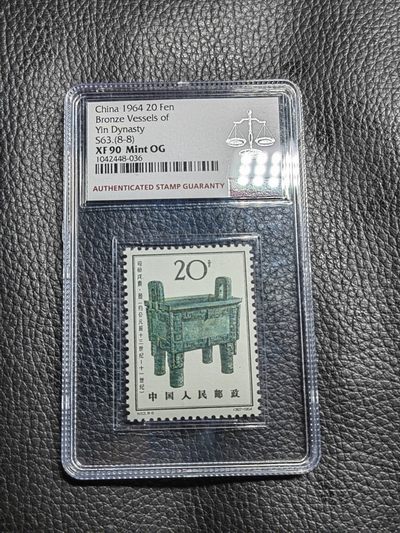 China 1964 20 Fen
Bronze Vessels of
Yin Dynasty
S63.(8-8)
XF 90 Mint OG
1042448-036
AUTHENTICATED STAMP GUARANTY
20分
中国人民邮政